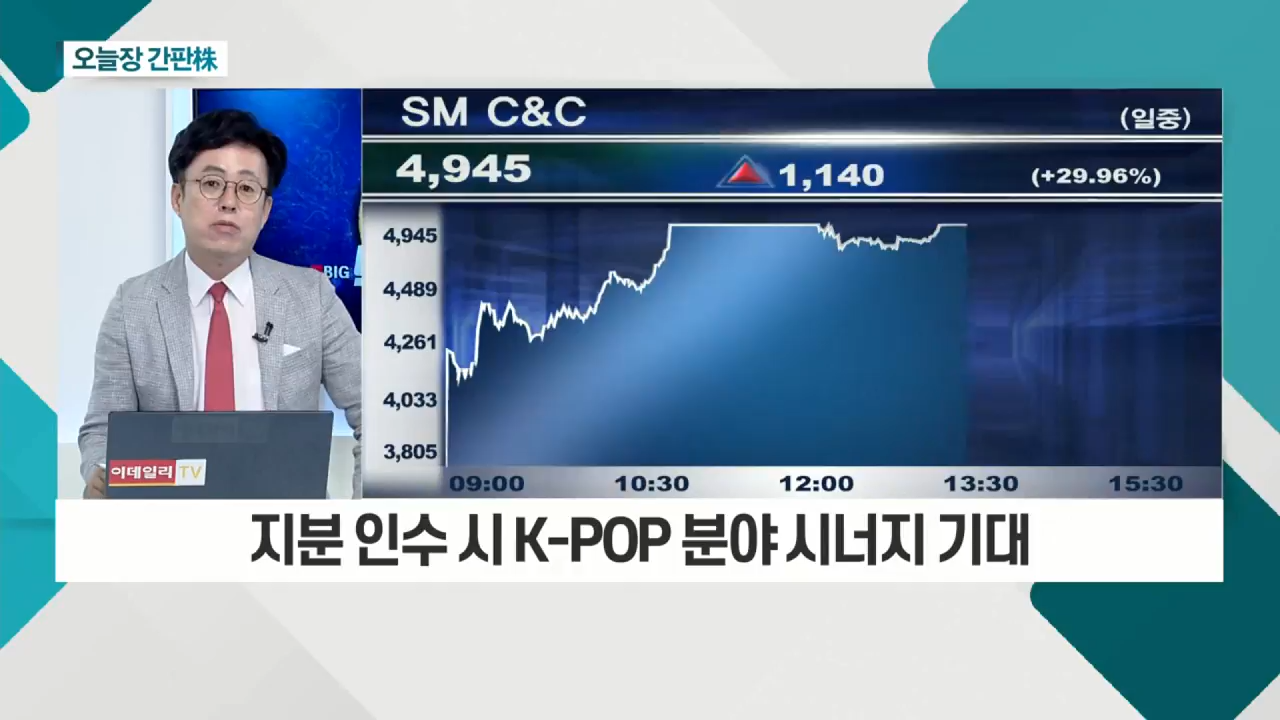 오늘장 간판株
SM C&C
(일중)
4,945 ▲ 1,140 (+29.96%)
4,945
4,489
4,261
4,033
3,805
09:00 10:30 12:00 13:30 15:30
BIG
이데일리 TV
지분 인수 시 K-POP 분야 시너지 기대